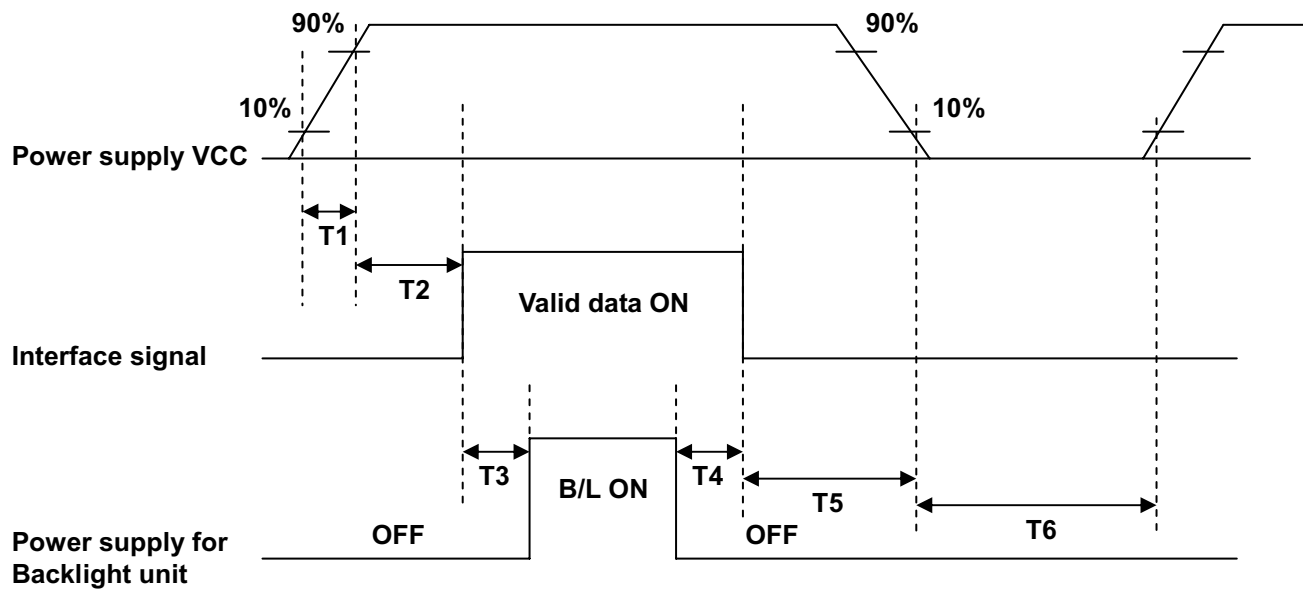 90%
90%
10%
10%
Power supply VCC
T1
T2
Valid data ON
Interface signal
T3
T4
B/L ON
T5
T6
OFF
OFF
Power supply for
Backlight unit